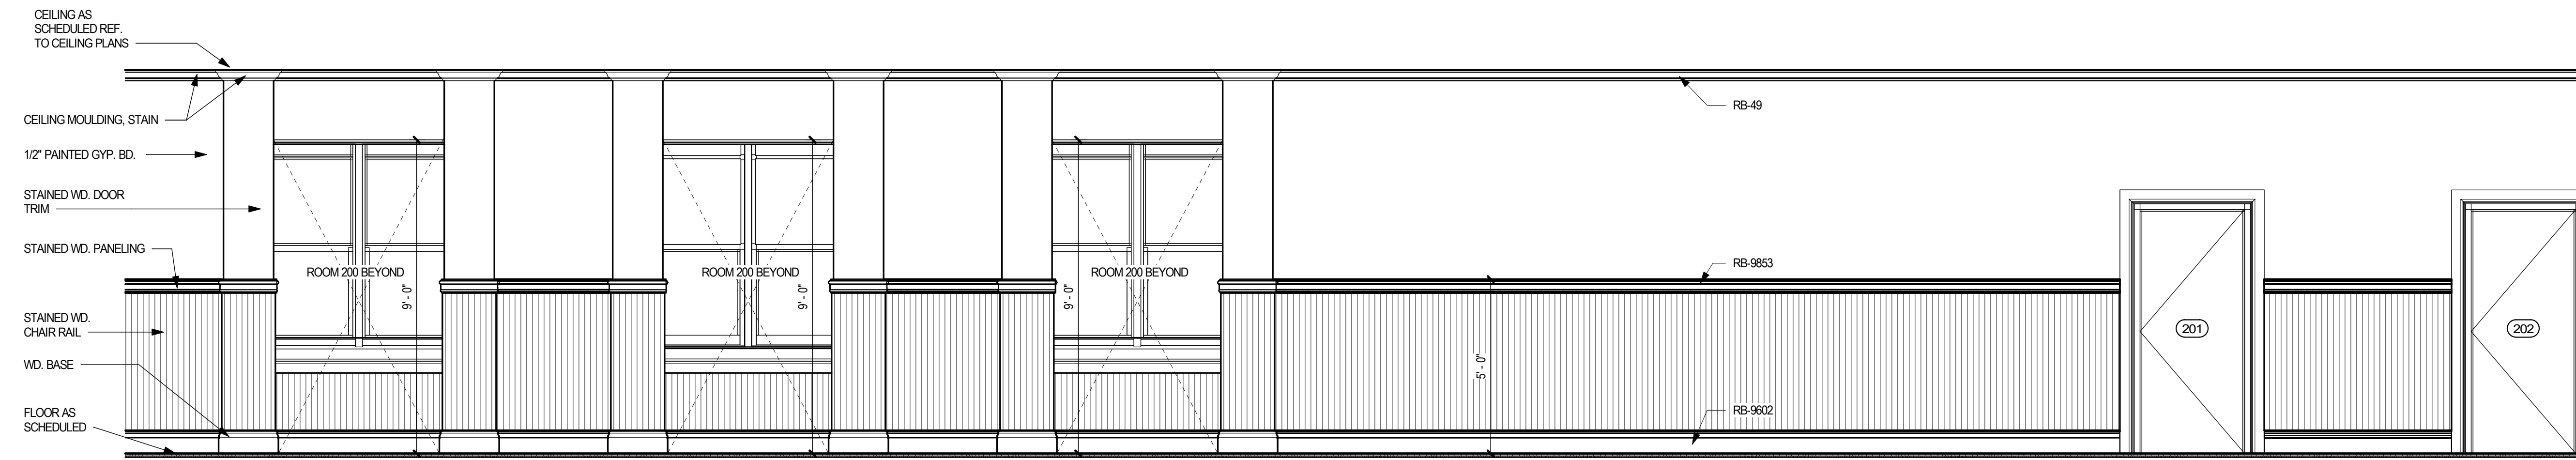 CEILING AS
SCHEDULED REF.
TO CEILING PLANS
CEILING MOULDING, STAIN
1/2" PAINTED GYP. BD.
STAINED WD. DOOR
TRIM
STAINED WD. PANELING
STAINED WD.
CHAIR RAIL
WD. BASE
FLOOR AS
SCHEDULED
ROOM 200 BEYOND
9' - 0"
ROOM 200 BEYOND
9' - 0"
ROOM 200 BEYOND
9' - 0"
RB-49
RB-9853
5' - 0"
RB-9602
201
202